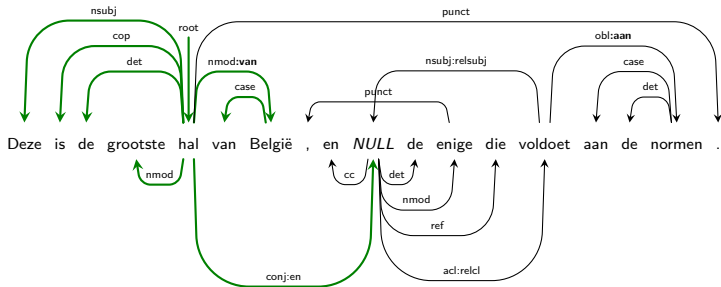 nsubj
punct
root
cop
obl:aan
det
nmod:van
nsubj:relsubj
case
case
punct
det
Deze is de grootste hal van België , en NULL de enige die voldoet aan de normen .
nmod
cc
det
nmod
ref
acl:relcl
conj:en